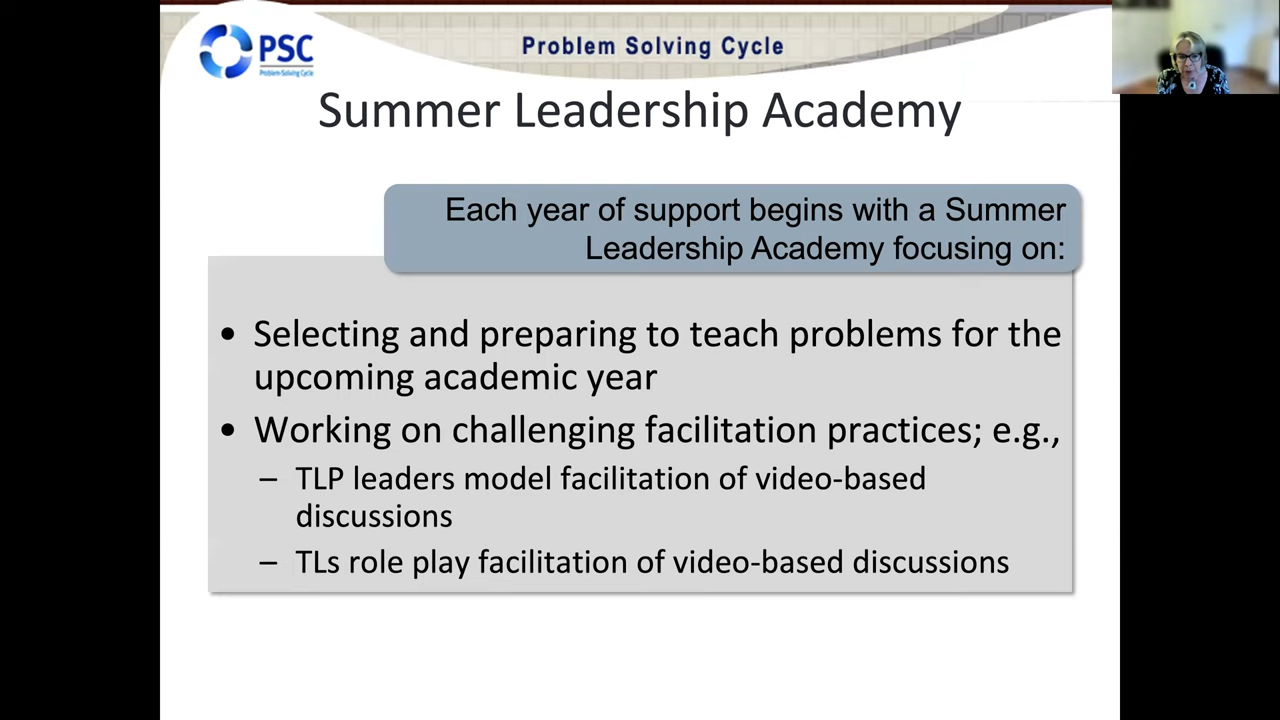 PSC
Problem-Solving Cycle
Problem Solving Cycle
Summer Leadership Academy
Each year of support begins with a Summer
Leadership Academy focusing on:
• Selecting and preparing to teach problems for the
upcoming academic year
• Working on challenging facilitation practices; e.g.,
– TLP leaders model facilitation of video-based
discussions
– TLs role play facilitation of video-based discussions